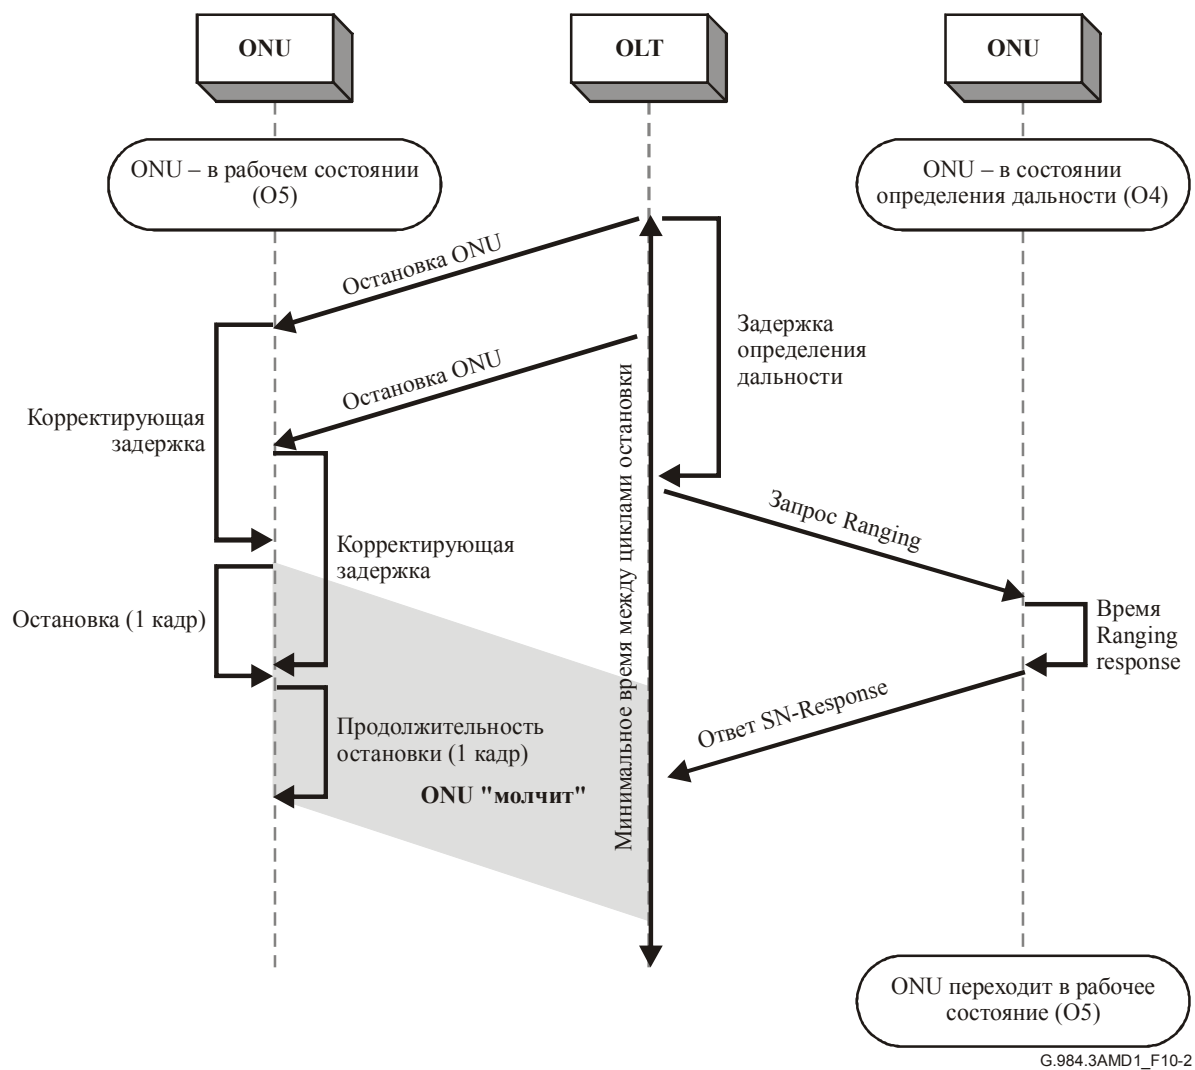 ONU
OLT
ONU
ONU – в рабочем состоянии
(O5)
ONU – в состоянии
определения дальности (O4)
Остановка ONU
Остановка ONU
Задержка
определения
дальности
Корректирующая
задержка
Минимальное время между циклами остановки
Запрос Ranging
Корректирующая
задержка
Остановка (1 кадр)
Время
Ranging
response
Ответ SN-Response
Продолжительность
остановки (1 кадр)
ONU "молчит"
ONU переходит в рабочее
состояние (O5)
G.984.3AMD1_F10-2